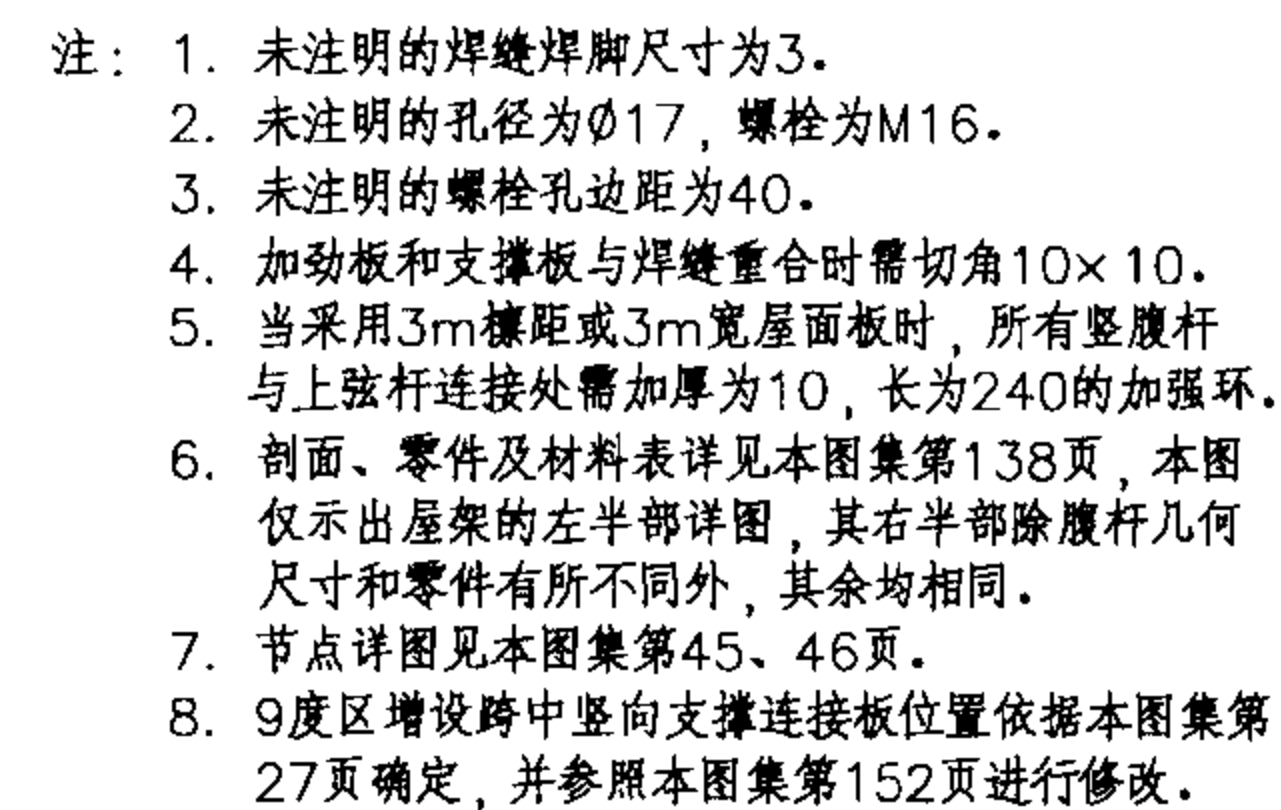 注: 1. 未注明的焊缝焊脚尺寸为3.
2. 未注明的孔径为Ø17, 螺栓为M16.
3. 未注明的螺栓孔边距为40.
4. 加劲板和支撑板与焊缝重合时需切角10×10.
5. 当采用3m檩距或3m宽屋面板时, 所有竖腹杆
与上弦杆连接处需加厚为10, 长为240的加强环.
6. 剖面、零件及材料表详见本图集第138页, 本图
仅示出屋架的左半部详图, 其右半部除腹杆几何
尺寸和零件有所不同外, 其余均相同.
7. 节点详图见本图集第45、46页.
8. 9度区增设跨中竖向支撑连接板位置依据本图集第
27页确定, 并参照本图集第152页进行修改.